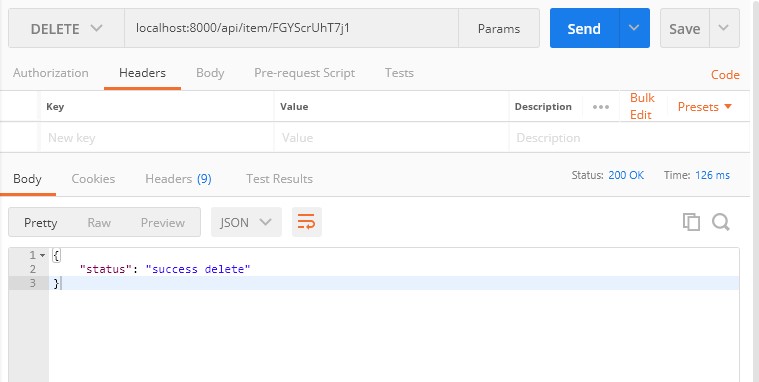 DELETE localhost:8000/api/item/FGYScrUhT7j1 Params Send Save
Authorization Headers Body Pre-request Script Tests Code
Key Value Description ••• Bulk Edit Presets
New key Value Description
Body Cookies Headers (9) Test Results Status: 200 OK Time: 126 ms
Pretty Raw Preview JSON
1 {
2 "status": "success delete"
3 }